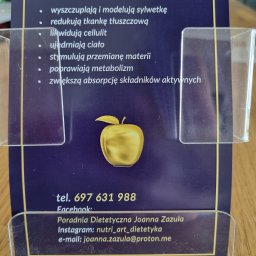 wyszczuplają i modelują sylwetkę
redukują tkankę tłuszczową
likwidują cellulit
ujędrniają ciało
stymulują przemianę materii
poprawiają metabolizm
zwiększą absorpcję składników aktywnych
tel. 697 631 988
Facebook:
Poradnia Dietetyczna Joanna Zazula
Instagram: nutri_art_dietetyka
e-mail: joanna.zazula@proton.me